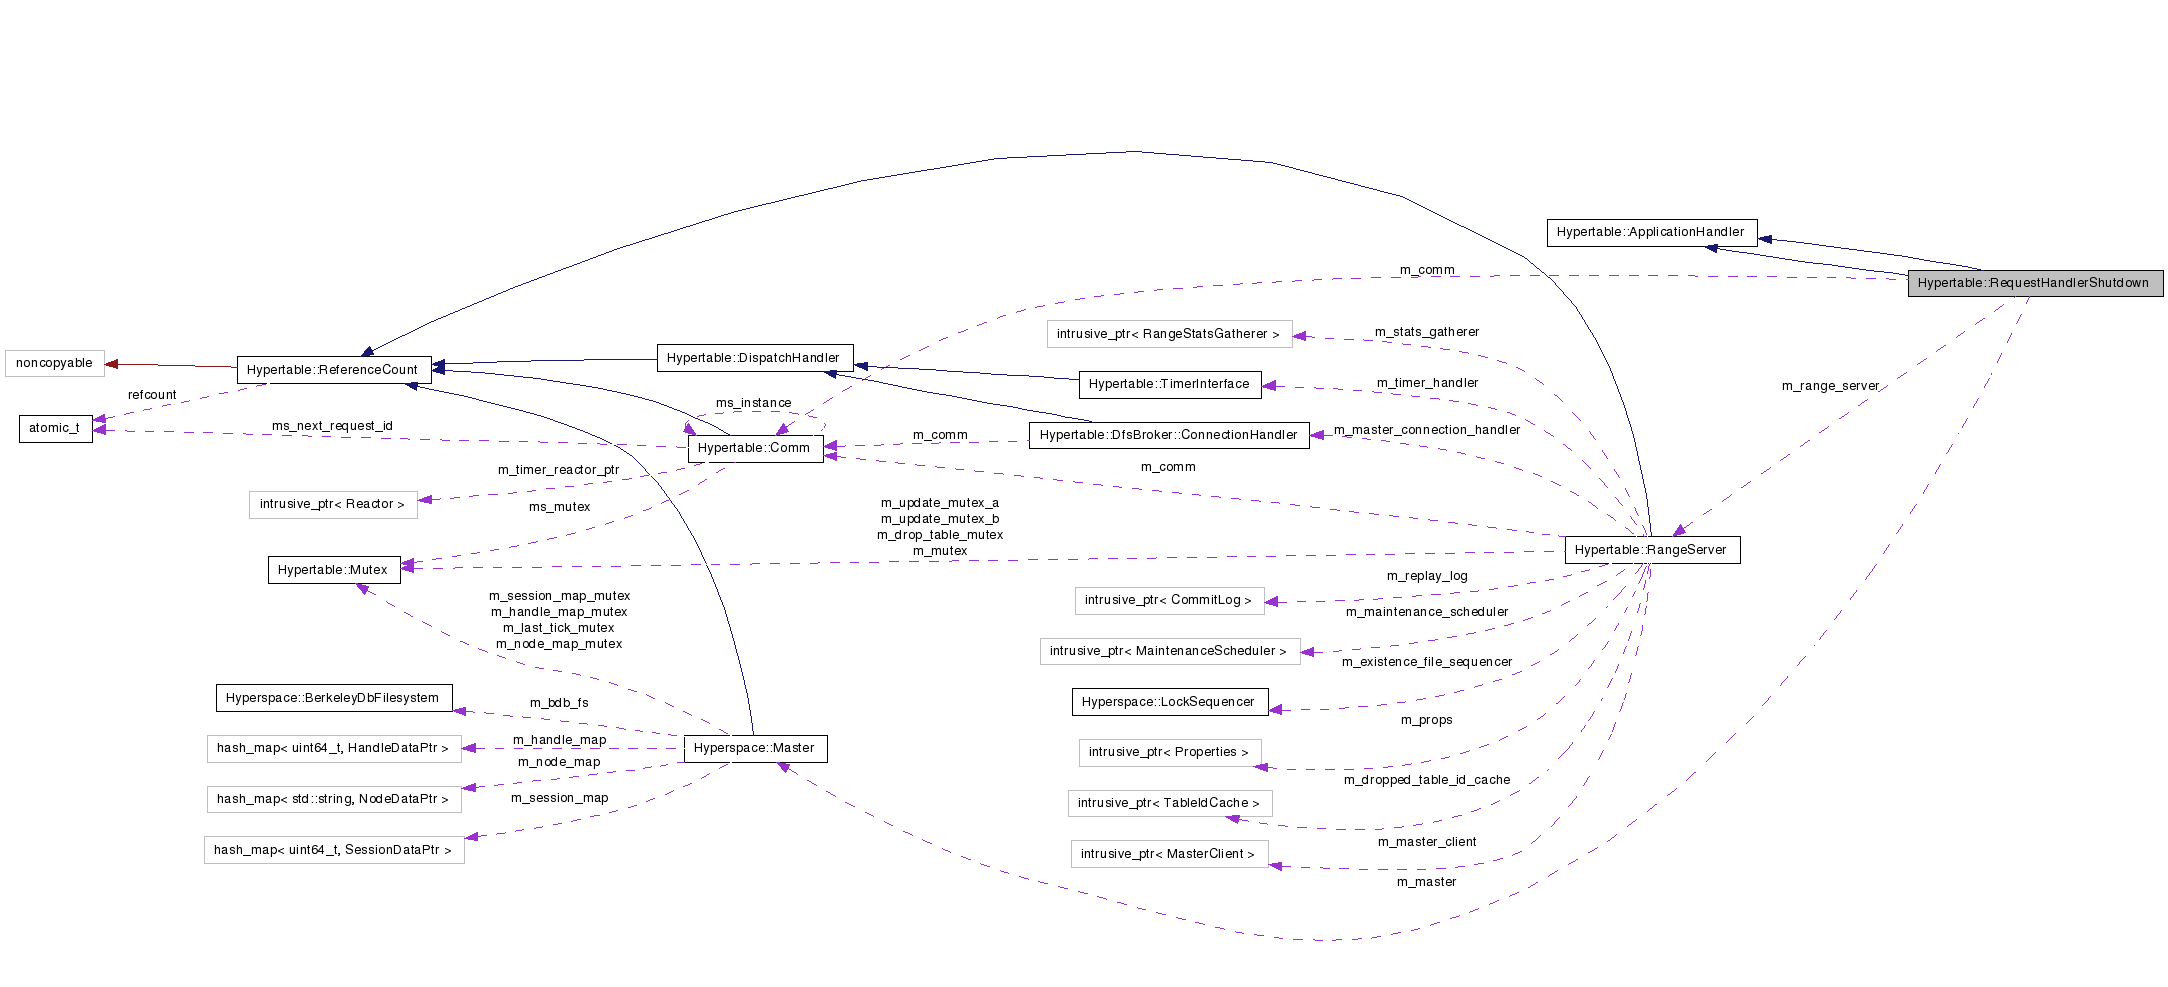 Hypertable::ApplicationHandler
m_comm
Hypertable::RequestHandlerShutdown
intrusive_ptr< RangeStatsGatherer >
m_stats_gatherer
noncopyable
Hypertable::ReferenceCount
Hypertable::DispatchHandler
Hypertable::TimerInterface
m_timer_handler
m_range_server
refcount
ms_instance
atomic_t
ms_next_request_id
Hypertable::Comm
m_comm
Hypertable::DfsBroker::ConnectionHandler
m_master_connection_handler
m_timer_reactor_ptr
m_comm
intrusive_ptr< Reactor >
ms_mutex
m_update_mutex_a
m_update_mutex_b
m_drop_table_mutex
m_mutex
Hypertable::RangeServer
Hypertable::Mutex
m_replay_log
intrusive_ptr< CommitLog >
m_session_map_mutex
m_handle_map_mutex
m_last_tick_mutex
m_node_map_mutex
m_maintenance_scheduler
intrusive_ptr< MaintenanceScheduler >
m_existence_file_sequencer
Hyperspace::BerkeleyDbFilesystem
m_bdb_fs
Hyperspace::LockSequencer
m_props
hash_map< uint64_t, HandleDataPtr >
m_handle_map
Hyperspace::Master
intrusive_ptr< Properties >
m_node_map
m_dropped_table_id_cache
hash_map< std::string, NodeDataPtr >
m_session_map
intrusive_ptr< TableIdCache >
hash_map< uint64_t, SessionDataPtr >
m_master_client
intrusive_ptr< MasterClient >
m_master